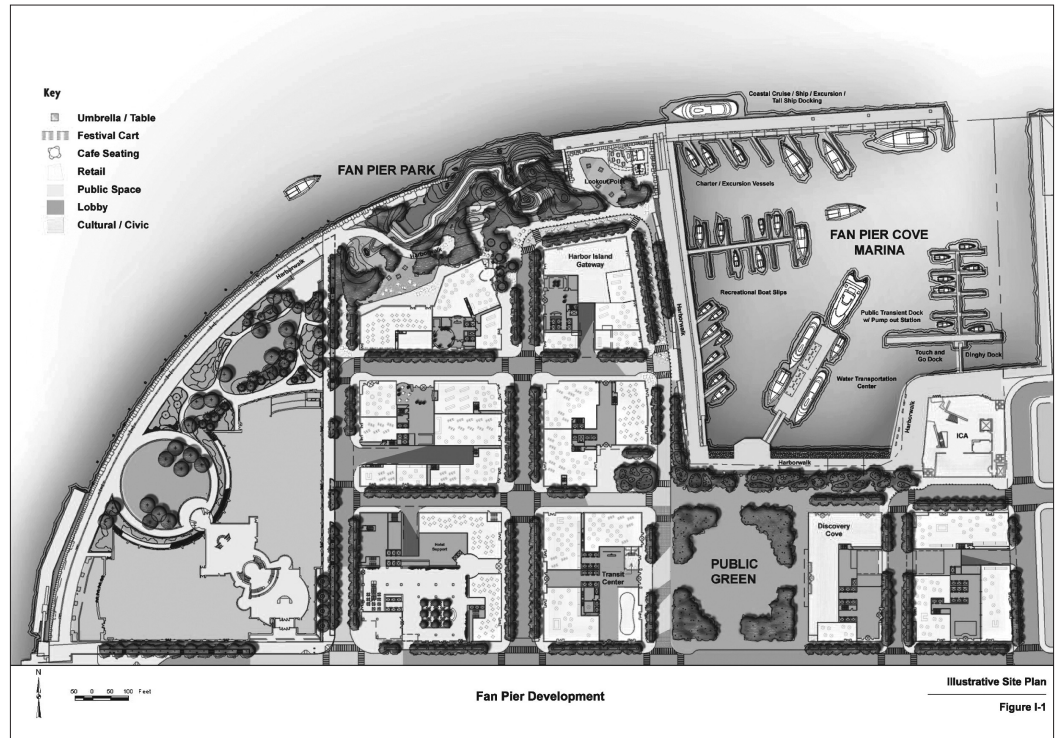 Key
Umbrella / Table
Festival Cart
Cafe Seating
Retail
Public Space
Lobby
Cultural / Civic
Coastal Cruise / Ship / Excursion /
Tall Ship Docking
FAN PIER PARK
Lookout Point
Charter / Excursion Vessels
FAN PIER COVE
MARINA
Harborwalk
Harborwalk
Harbor Island
Gateway
Recreational Boat Slips
Harborwalk
Public Transient Dock
w/ Pump out Station
Touch and
Go Dock
Dinghy Dock
Water Transportation
Center
Harborwalk
ICA
Harborwalk
Hotel
Support
Transit
Center
PUBLIC
GREEN
Discovery
Cove
N
50 0 50 100 Feet
Fan Pier Development
Illustrative Site Plan
Figure I-1